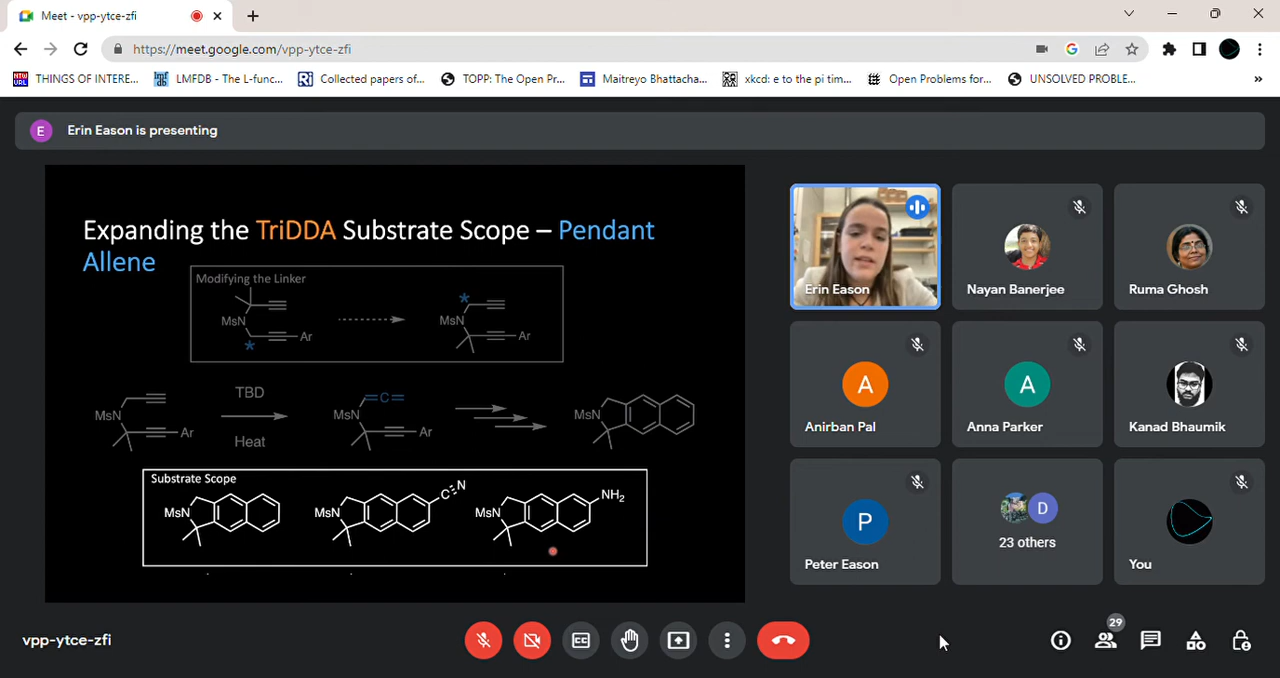 Meet - vpp-ytce-zfi
https://meet.google.com/vpp-ytce-zfi
THINGS OF INTERE... LMFDB - The L-func... Collected papers of... TOPP: The Open Pr... Maitreyo Bhattacha... xkcd: e to the pi tim... Open Problems for... UNSOLVED PROBLE... »
E Erin Eason is presenting
Expanding the TriDDA Substrate Scope – Pendant
Allene
Modifying the Linker
MsN * Ar
* MsN Ar
MsN Ar
TBD
Heat
C MsN Ar
MsN
Substrate Scope
MsN
MsN C N
MsN NH2
Erin Eason
Nayan Banerjee
Ruma Ghosh
A Anirban Pal
A Anna Parker
Kanad Bhaumik
P Peter Eason
D 23 others
You
vpp-ytce-zfi
CC
29